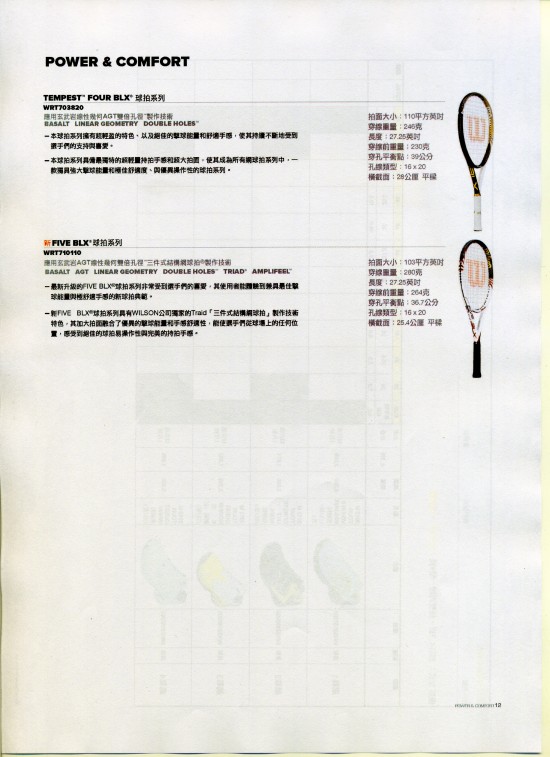 POWER & COMFORT
TEMPEST™ FOUR BLX® 球拍系列
WRT703820
應用玄武岩線性幾何AGT雙倍孔徑™製作技術
BASALT LINEAR GEOMETRY DOUBLE HOLES™
– 本球拍系列擁有超輕盈的特色、以及絕佳的擊球能量和舒適手感，使其持續不斷地受到
選手們的支持與喜愛。
– 本球拍系列具備最獨特的超輕量持拍手感和超大拍面，使其成為所有網球拍系列中，一
款獨具強大擊球能量和極佳舒適度、與優異操作性的球拍系列。
拍面大小：110平方英吋
穿線重量：246克
長度：27.25英吋
穿線前重量：230克
穿孔平衡點：39公分
孔線類型：16 x 20
橫截面：28公厘 平樑
新 FIVE BLX® 球拍系列
WRT710110
應用玄武岩AGT線性幾何雙倍孔徑™三件式結構網球拍®製作技術
BASALT AGT LINEAR GEOMETRY DOUBLE HOLES™ TRIAD® AMPLIFEEL™
– 最新升級的FIVE BLX®球拍系列非常受到選手們的喜愛，其使用者能體驗到兼具最佳擊
球能量與極舒適手感的新球拍典範。
– 新FIVE BLX®球拍系列具有WILSON公司獨家的Traid「三件式結構網球拍」製作技術
特色，其加大拍面融合了優異的擊球能量和手感舒適性，能使選手們從球場上的任何位
置，感受到絕佳的球拍易操作性與完美的持拍手感。
拍面大小：103平方英吋
穿線重量：280克
長度：27.25英吋
穿線前重量：264克
穿孔平衡點：36.7公分
孔線類型：16 x 20
橫截面：25.4公厘 平樑
POWER & COMFORT 12